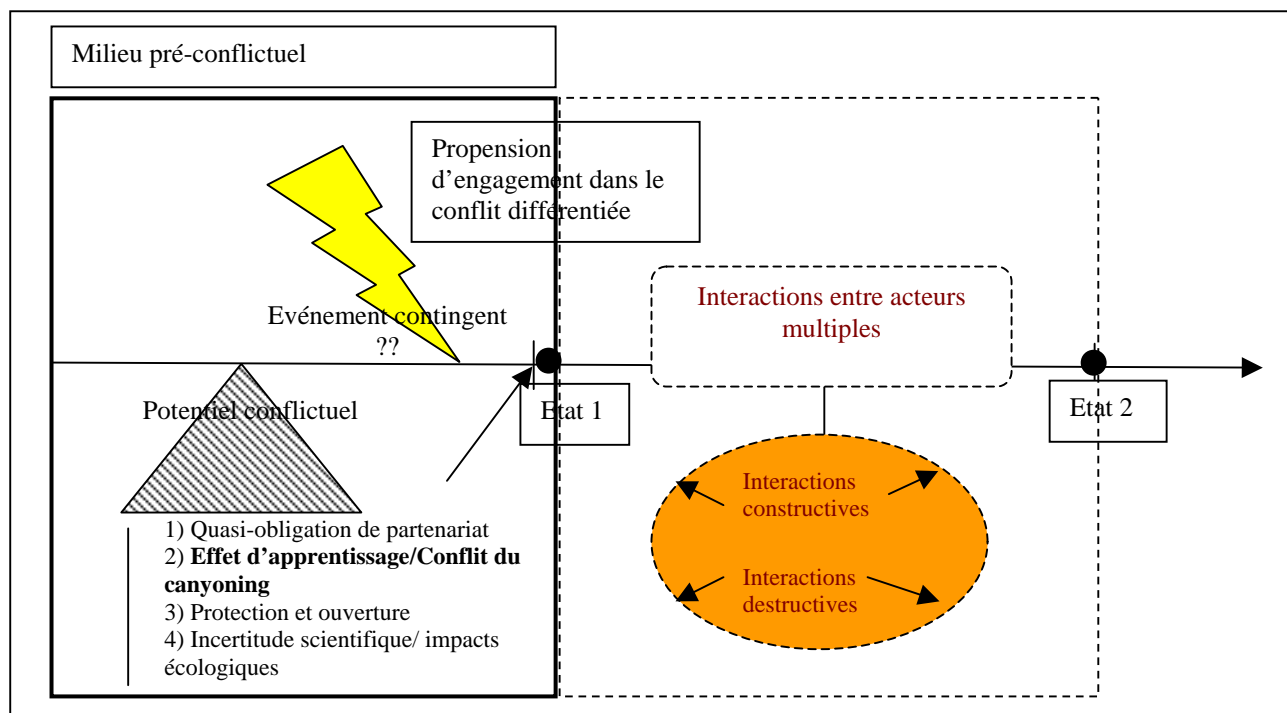 Milieu pré-conflictuel
Propension
d’engagement dans le
conflit différentiée
Evénement contingent
??
Potentiel conflictuel
Etat 1
Interactions entre acteurs
multiples
Etat 2
Interactions
constructives
Interactions
destructives
1) Quasi-obligation de partenariat
2) Effet d’apprentissage/Conflit du
canyoning
3) Protection et ouverture
4) Incertitude scientifique/ impacts
écologiques